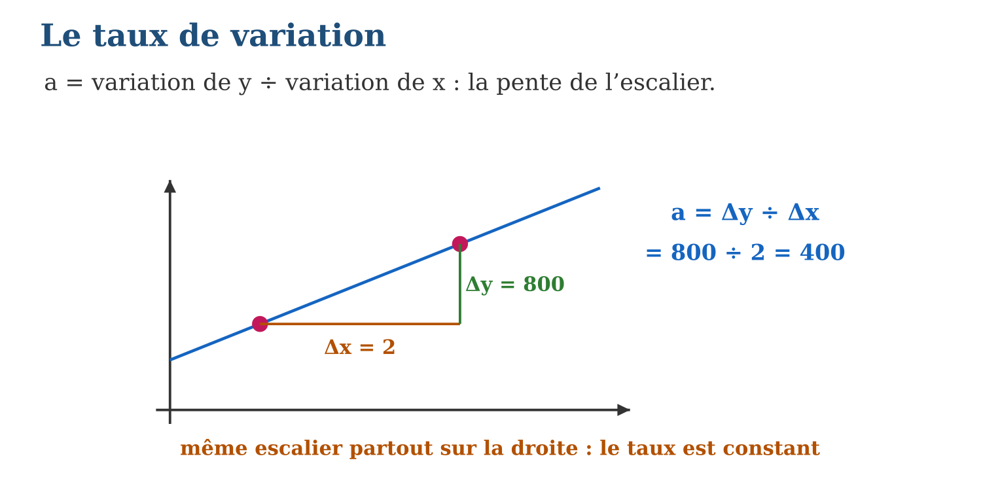 Le taux de variation
a = variation de y ÷ variation de x : la pente de l’escalier.
a = Δy ÷ Δx
= 800 ÷ 2 = 400
Δy = 800
Δx = 2
même escalier partout sur la droite : le taux est constant